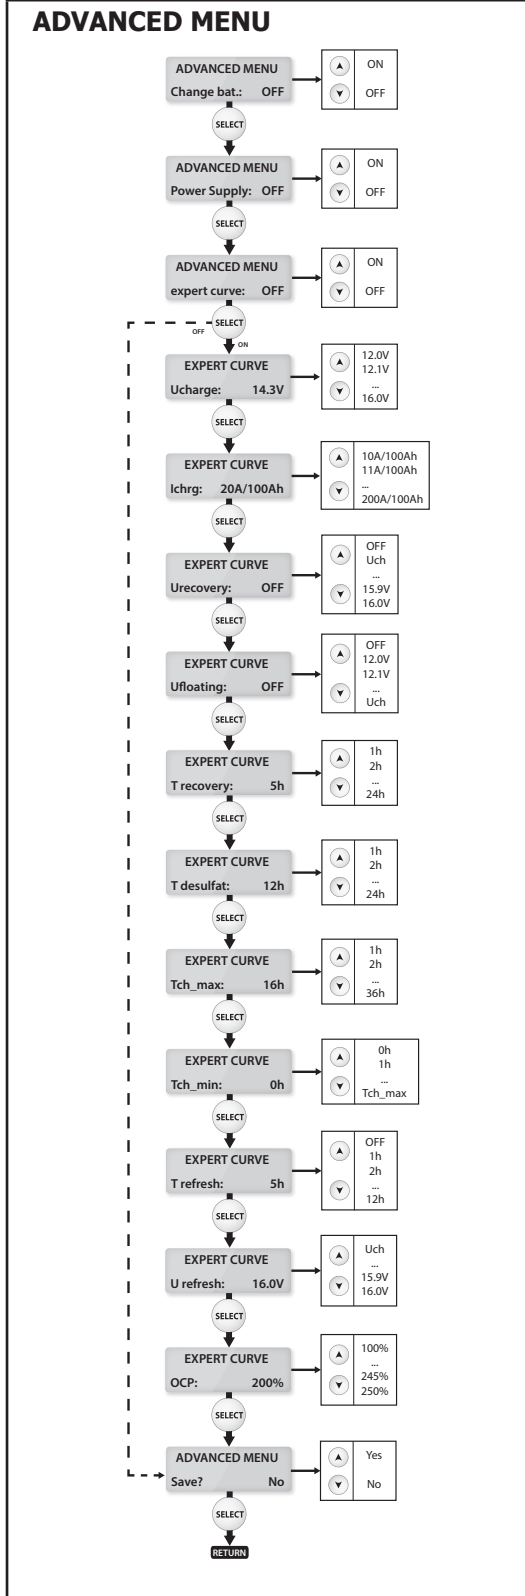 ADVANCED MENU
ADVANCED MENU
Change bat.: OFF
ON
OFF
SELECT
ADVANCED MENU
Power Supply: OFF
ON
OFF
SELECT
ADVANCED MENU
expert curve: OFF
ON
OFF
SELECT
OFF
ON
EXPERT CURVE
Ucharge: 14.3V
12.0V
12.1V
...
16.0V
SELECT
EXPERT CURVE
Ichrg: 20A/100Ah
10A/100Ah
11A/100Ah
...
200A/100Ah
SELECT
EXPERT CURVE
Urecovery: OFF
OFF
Uch
...
15.9V
16.0V
SELECT
EXPERT CURVE
Ufloating: OFF
OFF
12.0V
12.1V
...
Uch
SELECT
EXPERT CURVE
T recovery: 5h
1h
2h
...
24h
SELECT
EXPERT CURVE
T desulfat: 12h
1h
2h
...
24h
SELECT
EXPERT CURVE
Tch_max: 16h
1h
2h
...
36h
SELECT
EXPERT CURVE
Tch_min: 0h
0h
1h
...
Tch_max
SELECT
EXPERT CURVE
T refresh: 5h
OFF
1h
2h
...
12h
SELECT
EXPERT CURVE
U refresh: 16.0V
Uch
...
15.9V
16.0V
SELECT
EXPERT CURVE
OCP: 200%
100%
...
245%
250%
SELECT
ADVANCED MENU
Save? No
Yes
No
SELECT
RETURN